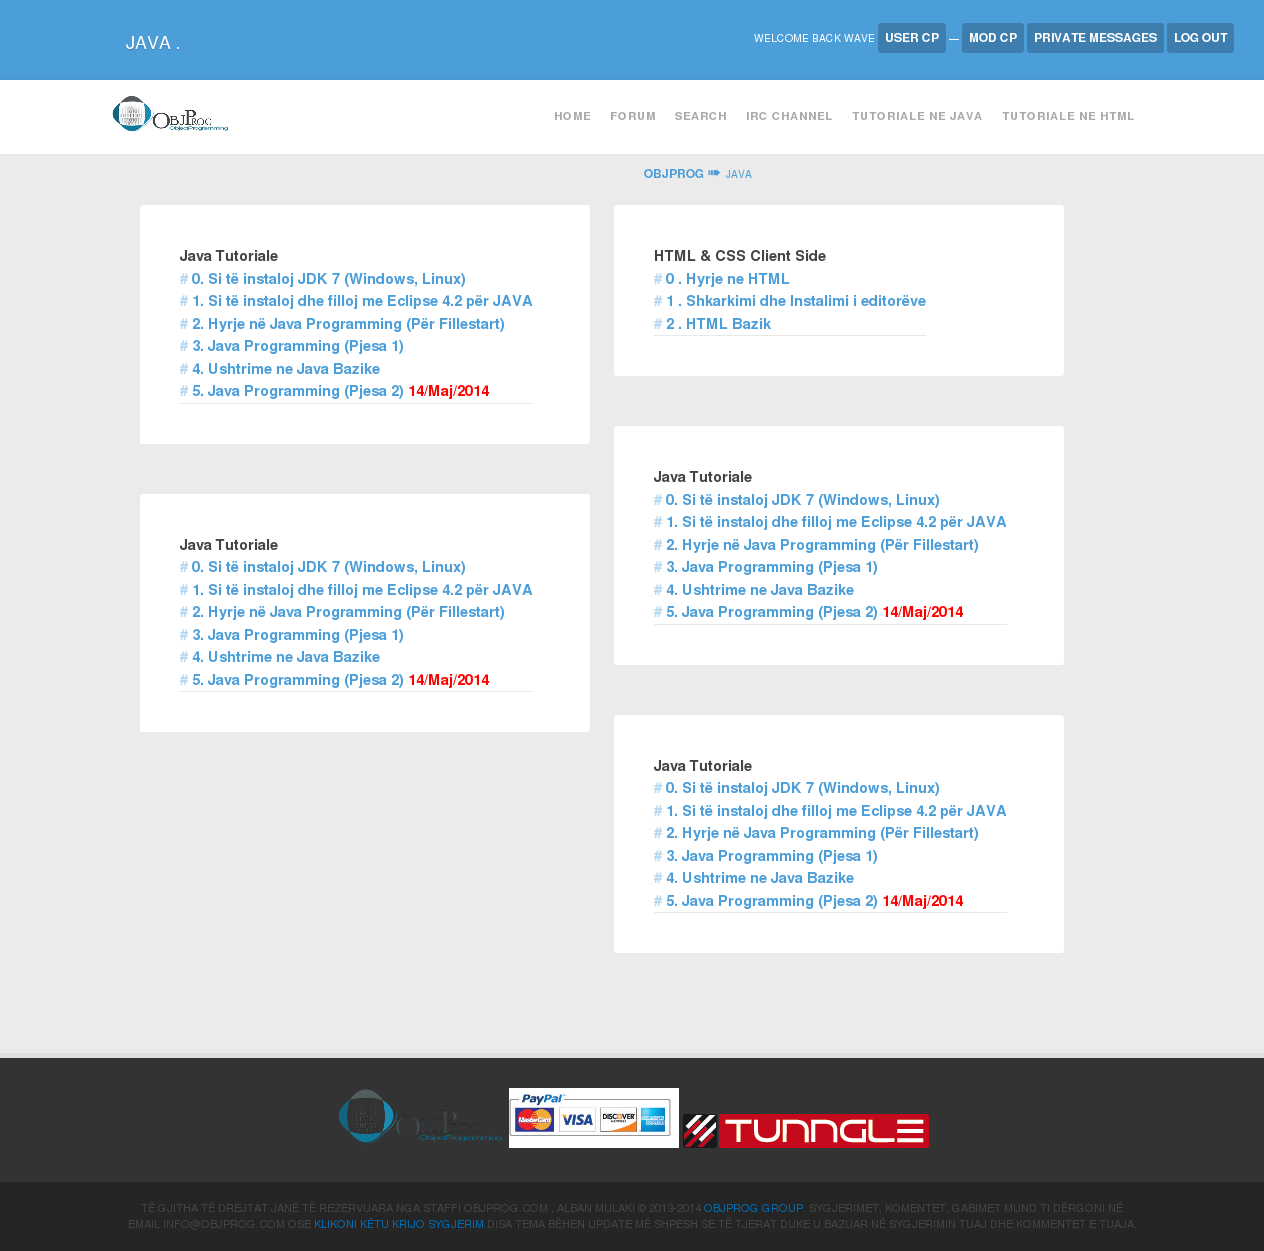 JAVA .
WELCOME BACK WAVE USER CP — MOD CP PRIVATE MESSAGES LOG OUT
OBJPROG
ObjectProgramming
HOME FORUM SEARCH IRC CHANNEL TUTORIALE NE JAVA TUTORIALE NE HTML
OBJPROG ➠ JAVA
Java Tutoriale
# 0. Si të instaloj JDK 7 (Windows, Linux)
# 1. Si të instaloj dhe filloj me Eclipse 4.2 për JAVA
# 2. Hyrje në Java Programming (Për Fillestart)
# 3. Java Programming (Pjesa 1)
# 4. Ushtrime ne Java Bazike
# 5. Java Programming (Pjesa 2) 14/Maj/2014
HTML & CSS Client Side
# 0 . Hyrje ne HTML
# 1 . Shkarkimi dhe Instalimi i editorëve
# 2 . HTML Bazik
Java Tutoriale
# 0. Si të instaloj JDK 7 (Windows, Linux)
# 1. Si të instaloj dhe filloj me Eclipse 4.2 për JAVA
# 2. Hyrje në Java Programming (Për Fillestart)
# 3. Java Programming (Pjesa 1)
# 4. Ushtrime ne Java Bazike
# 5. Java Programming (Pjesa 2) 14/Maj/2014
Java Tutoriale
# 0. Si të instaloj JDK 7 (Windows, Linux)
# 1. Si të instaloj dhe filloj me Eclipse 4.2 për JAVA
# 2. Hyrje në Java Programming (Për Fillestart)
# 3. Java Programming (Pjesa 1)
# 4. Ushtrime ne Java Bazike
# 5. Java Programming (Pjesa 2) 14/Maj/2014
Java Tutoriale
# 0. Si të instaloj JDK 7 (Windows, Linux)
# 1. Si të instaloj dhe filloj me Eclipse 4.2 për JAVA
# 2. Hyrje në Java Programming (Për Fillestart)
# 3. Java Programming (Pjesa 1)
# 4. Ushtrime ne Java Bazike
# 5. Java Programming (Pjesa 2) 14/Maj/2014
OBJPROG
ObjectProgramming
PayPal
MasterCard VISA DISCOVER
TUNNGLE
TË GJITHA TË DREJTAT JANË TË REZERVUARA NGA STAFFI OBJPROG.COM , ALBAN MULAKI © 2013-2014 OBJPROG GROUP. SYGJERIMET, KOMENTET, GABIMET MUND TI DËRGONI NË
EMAIL INFO@OBJPROG.COM OSE KLIKONI KËTU KRIJO SYGJERIM DISA TEMA BËHEN UPDATE MË SHPESH SE TË TJERAT DUKE U BAZUAR NË SYGJERIMIN TUAJ DHE KOMMENTET E TUAJA.